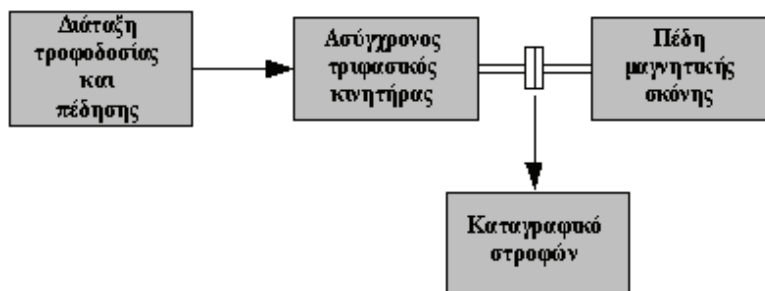 Διάταξη
τροφοδοσίας
και
πέδησης
Ασύγχρονος
τριφασικός
κινητήρας
Πέδη
μαγνητικής
σκόνης
Καταγραφικό
στροφών